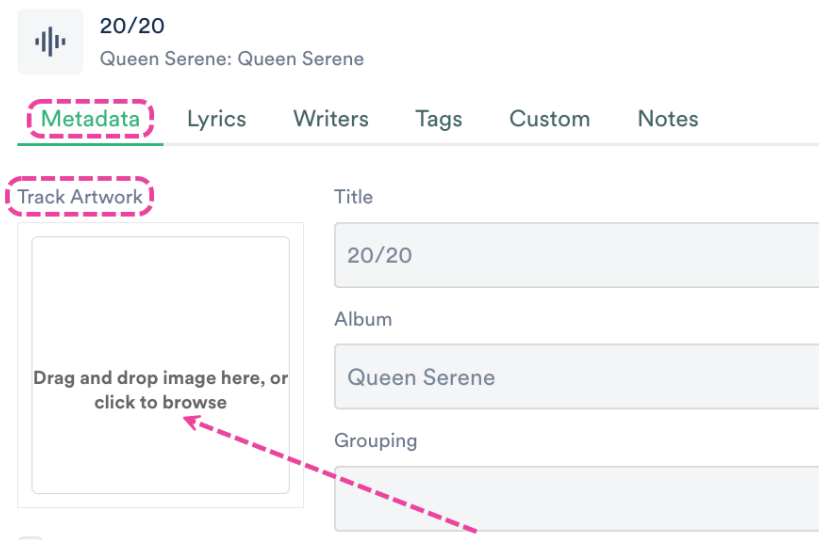 20/20
Queen Serene: Queen Serene
Metadata Lyrics Writers Tags Custom Notes
Track Artwork
Drag and drop image here, or
click to browse
Title
20/20
Album
Queen Serene
Grouping